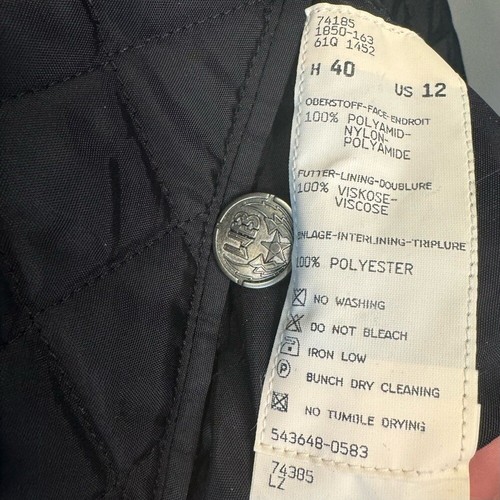 74185
1850-163
61Q 1452
H 40 US 12
OBERSTOFF-FACE-ENDROIT
100% POLYAMID-
NYLON-
POLYAMIDE
FUTTER-LINING-DOUBLURE
100% VISKOSE-
VISCOSE
EINLAGE-INTERLINING-TRIPLURE
100% POLYESTER
NO WASHING
DO NOT BLEACH
IRON LOW
P BUNCH DRY CLEANING
NO TUMBLE DRYING
543648-0583
74385
LZ